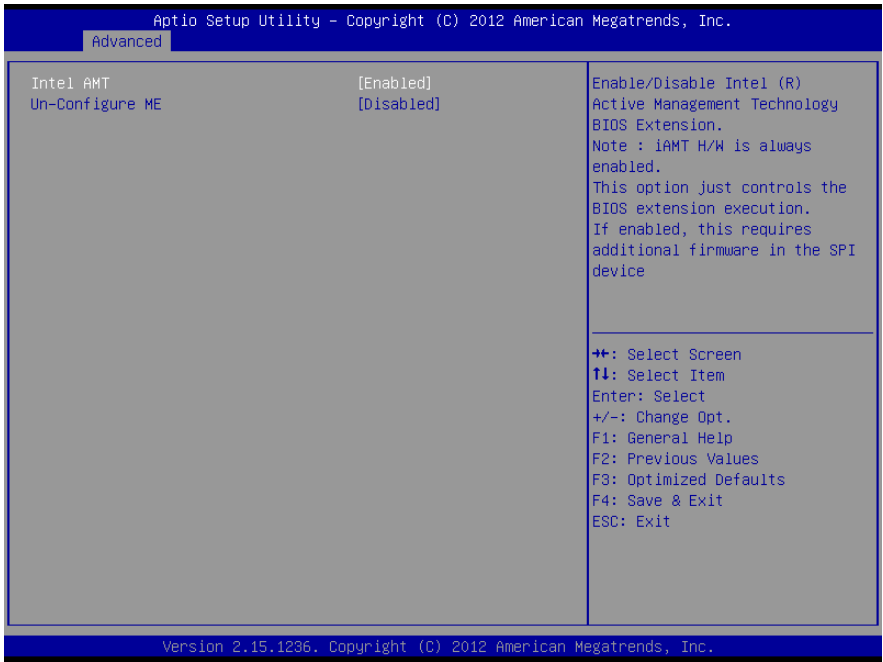 Aptio Setup Utility – Copyright (C) 2012 American Megatrends, Inc.
Advanced
Intel AMT [Enabled]
Un-Configure ME [Disabled]
Enable/Disable Intel (R)
Active Management Technology
BIOS Extension.
Note : iAMT H/W is always
enabled.
This option just controls the
BIOS extension execution.
If enabled, this requires
additional firmware in the SPI
device
→←: Select Screen
↑↓: Select Item
Enter: Select
+/-: Change Opt.
F1: General Help
F2: Previous Values
F3: Optimized Defaults
F4: Save & Exit
ESC: Exit
Version 2.15.1236. Copyright (C) 2012 American Megatrends, Inc.